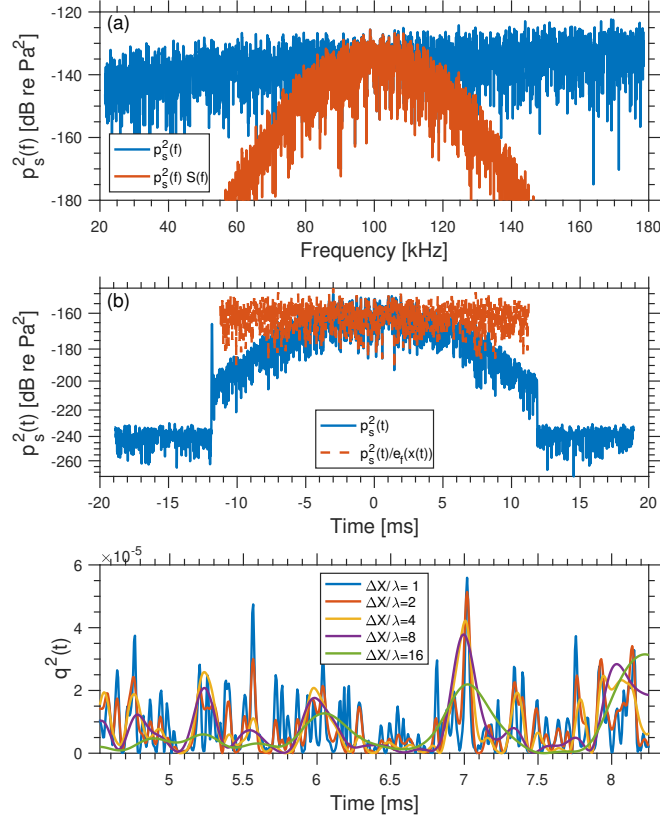 (a)
-120
-140
-160
-180
p_s^2(f) [dB re Pa^2]
p_s^2(f)
p_s^2(f) S(f)
20 40 60 80 100 120 140 160 180
Frequency [kHz]
(b)
-160
-180
-200
-220
-240
-260
p_s^2(t) [dB re Pa^2]
p_s^2(t)
p_s^2(t)/e_f(x(t))
-20 -15 -10 -5 0 5 10 15 20
Time [ms]
×10^-5
6
4
2
0
q^2(t)
ΔX/λ= 1
ΔX/λ=2
ΔX/λ=4
ΔX/λ=8
ΔX/λ=16
5 5.5 6 6.5 7 7.5 8
Time [ms]